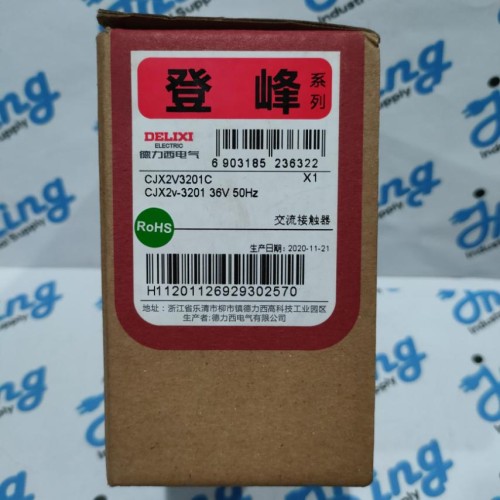 登峰系列
DELIXI
ELECTRIC
德力西电气
6 903185 236322
CJX2V3201C X1
CJX2v-3201 36V 50Hz
RoHS
交流接触器
生产日期: 2020-11-21
H11201126929302570
地址：浙江省乐清市柳市镇德力西高科技工业园区
生产者:德力西电气有限公司